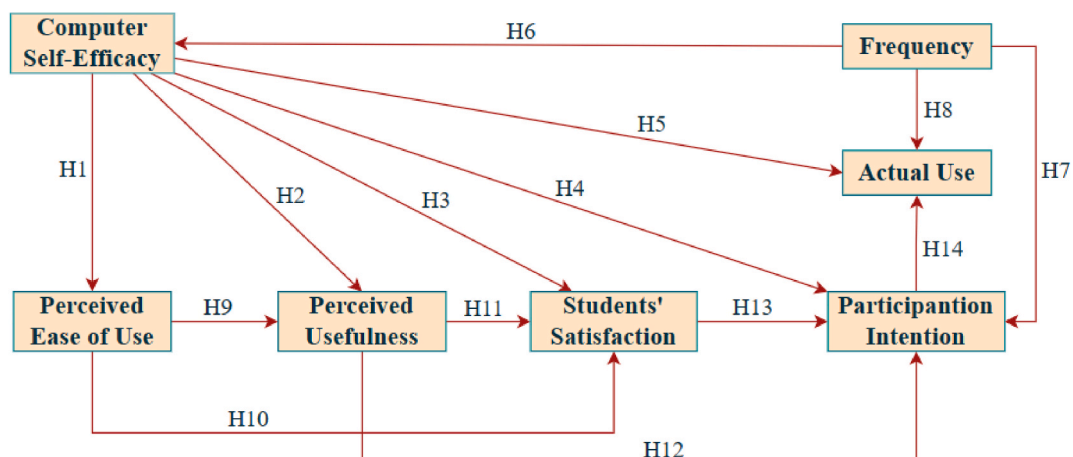 Computer
Self-Efficacy
H6
Frequency
H8
H5
Actual Use
H1
H7
H2
H3
H4
H14
Perceived
Ease of Use
H9
Perceived
Usefulness
H11
Students'
Satisfaction
H13
Participantion
Intention
H10
H12